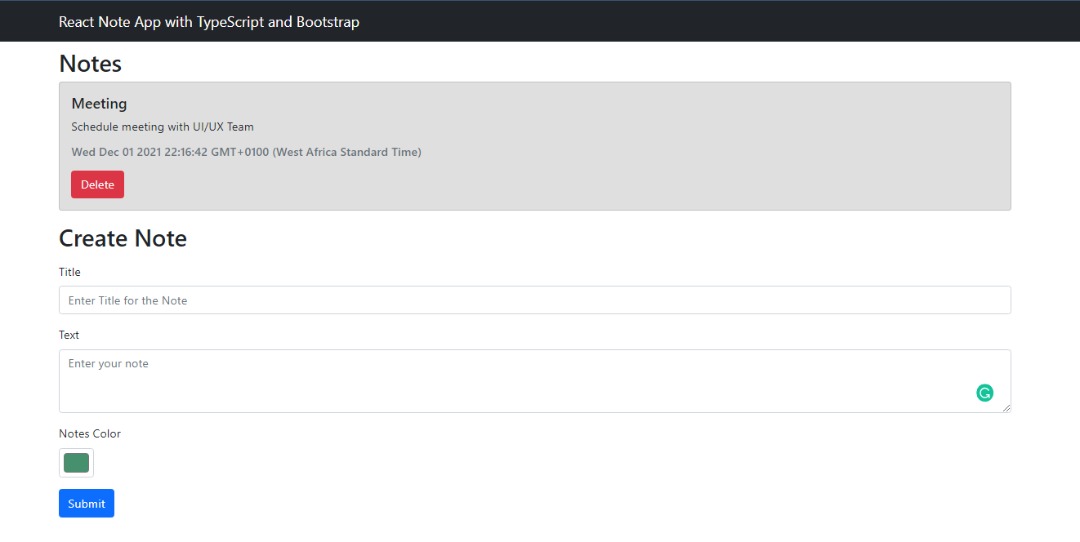 React Note App with TypeScript and Bootstrap
Notes
Meeting
Schedule meeting with UI/UX Team
Wed Dec 01 2021 22:16:42 GMT+0100 (West Africa Standard Time)
Delete
Create Note
Title
Enter Title for the Note
Text
Enter your note
Notes Color
Submit